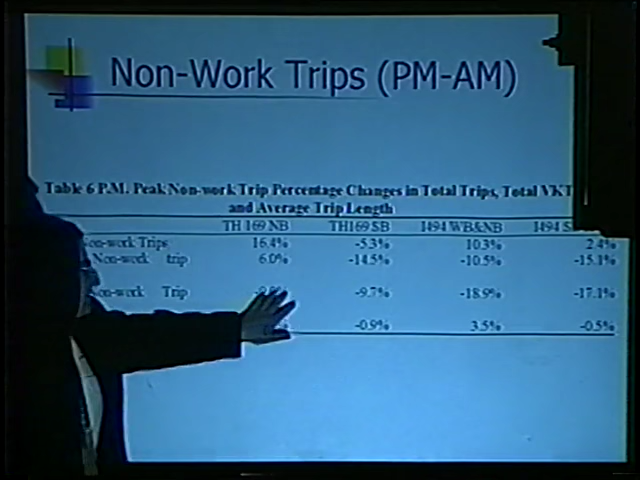 Non-Work Trips (PM-AM)
Table 6 P.M. Peak Non-work Trip Percentage Changes in Total Trips, Total VKT
and Average Trip Length
TH 169 NB TH169 SB I494 WB&NB I494 S
Non-work Trips 16.4% -5.3% 10.3% 2.4%
Non-work trip 6.0% -14.5% -10.5% -15.1%
Non-work Trip -9.7% -18.9% -17.1%
-0.9% 3.5% -0.5%